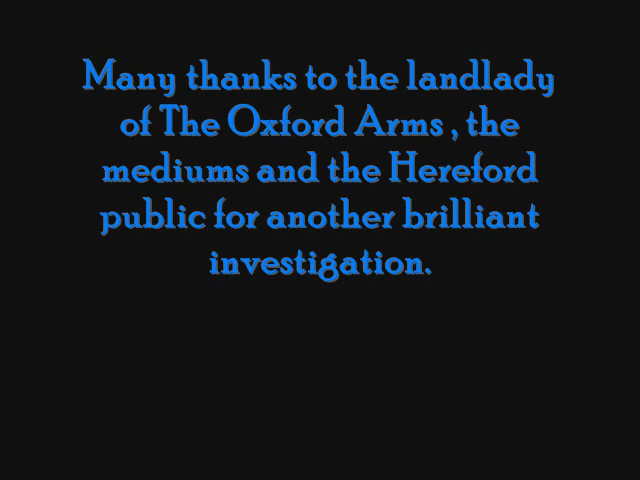 Many thanks to the landlady
of The Oxford Arms , the
mediums and the Hereford
public for another brilliant
investigation.